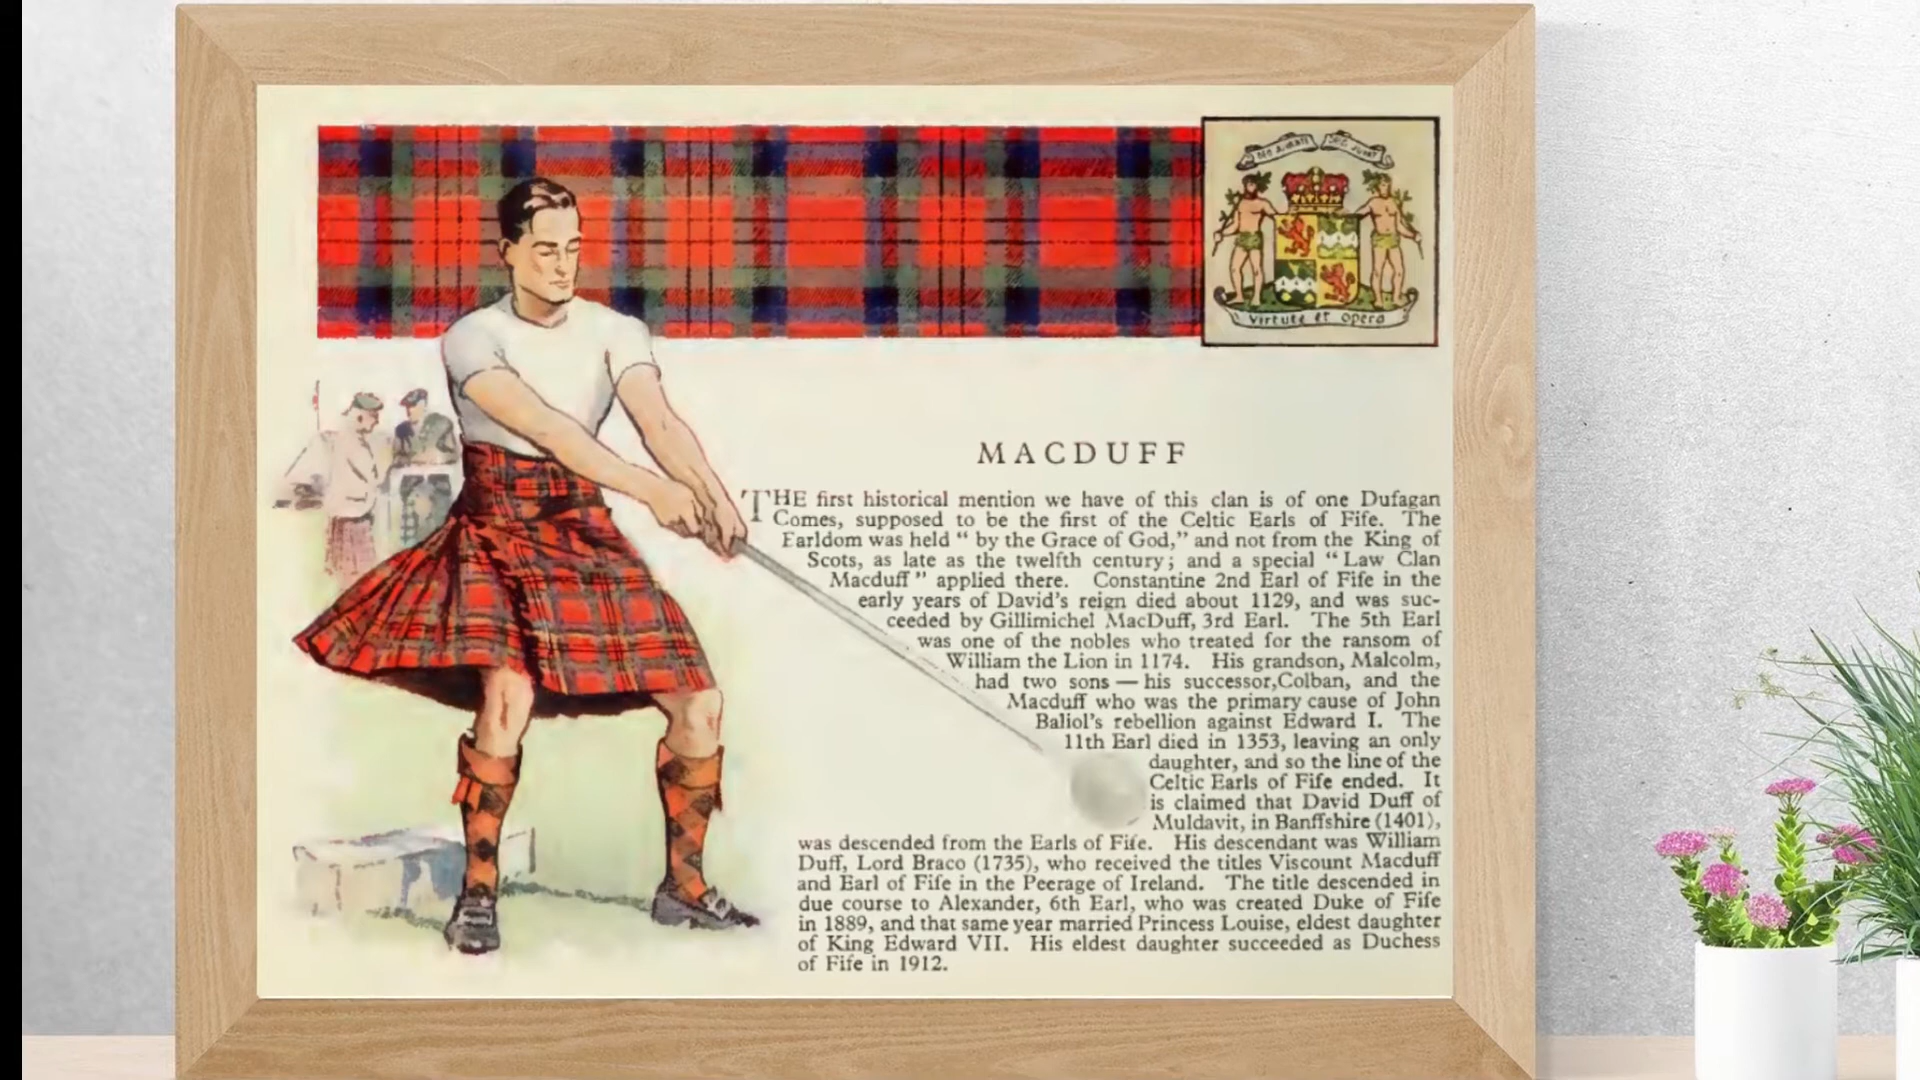 DEO JUVANTE
Virtute et opera
MACDUFF
THE first historical mention we have of this clan is of one Dufagan
Comes, supposed to be the first of the Celtic Earls of Fife. The
Earldom was held “ by the Grace of God,” and not from the King of
Scots, as late as the twelfth century; and a special “ Law Clan
Macduff ” applied there. Constantine 2nd Earl of Fife in the
early years of David's reign died about 1129, and was suc-
ceeded by Gillimichel MacDuff, 3rd Earl. The 5th Earl
was one of the nobles who treated for the ransom of
William the Lion in 1174. His grandson, Malcolm,
had two sons — his successor,Colban, and the
Macduff who was the primary cause of John
Baliol's rebellion against Edward I. The
11th Earl died in 1353, leaving an only
daughter, and so the line of the
Celtic Earls of Fife ended. It
is claimed that David Duff of
Muldavit, in Banffshire (1401),
was descended from the Earls of Fife. His descendant was William
Duff, Lord Braco (1735), who received the titles Viscount Macduff
and Earl of Fife in the Peerage of Ireland. The title descended in
due course to Alexander, 6th Earl, who was created Duke of Fife
in 1889, and that same year married Princess Louise, eldest daughter
of King Edward VII. His eldest daughter succeeded as Duchess
of Fife in 1912.